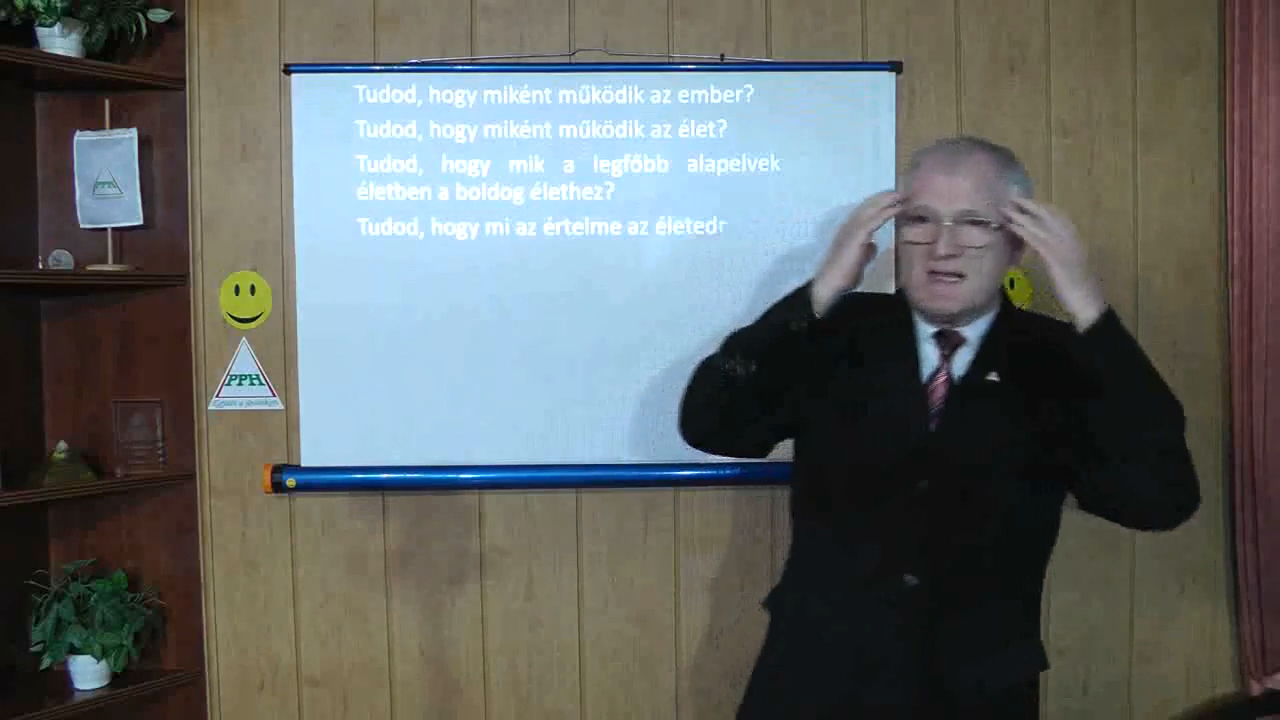 Tudod, hogy miként működik az ember?
Tudod, hogy miként működik az élet?
Tudod, hogy mik a legfőbb alapelvek
életben a boldog élethez?
Tudod, hogy mi az értelme az életedr
PPH
PPH